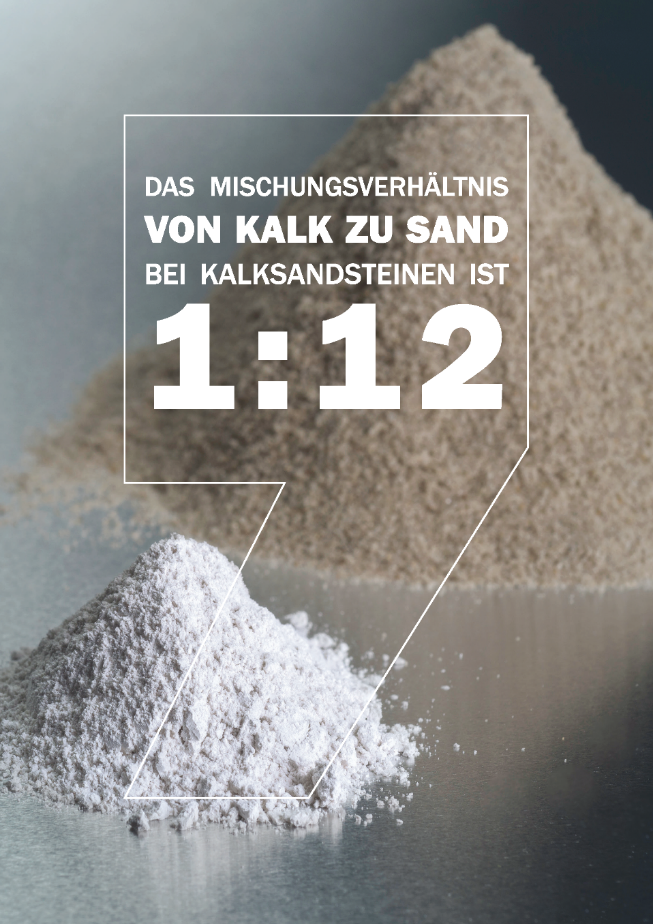 DAS MISCHUNGSVERHÄLTNIS
VON KALK ZU SAND
BEI KALKSANDSTEINEN IST
1:12